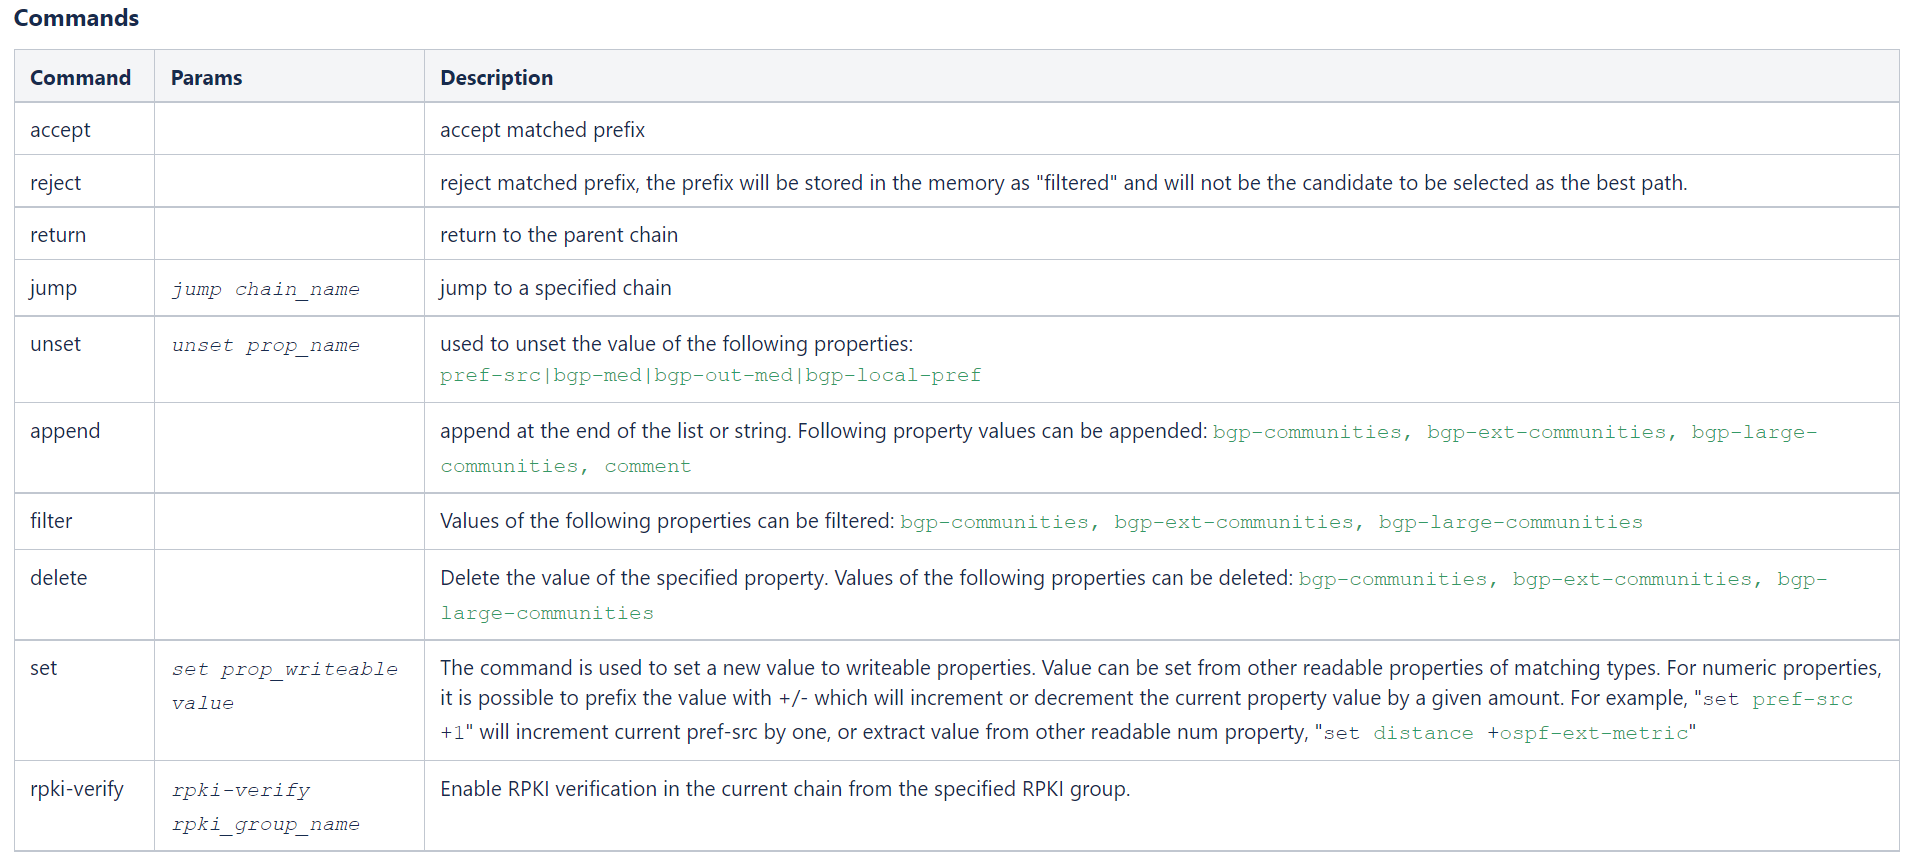 Commands
Command Params Description
accept accept matched prefix
reject reject matched prefix, the prefix will be stored in the memory as "filtered" and will not be the candidate to be selected as the best path.
return return to the parent chain
jump jump chain_name jump to a specified chain
unset unset prop_name used to unset the value of the following properties:
pref-src|bgp-med|bgp-out-med|bgp-local-pref
append append at the end of the list or string. Following property values can be appended: bgp-communities, bgp-ext-communities, bgp-large-
communities, comment
filter Values of the following properties can be filtered: bgp-communities, bgp-ext-communities, bgp-large-communities
delete Delete the value of the specified property. Values of the following properties can be deleted: bgp-communities, bgp-ext-communities, bgp-
large-communities
set set prop_writeable The command is used to set a new value to writeable properties. Value can be set from other readable properties of matching types. For numeric properties,
value it is possible to prefix the value with +/- which will increment or decrement the current property value by a given amount. For example, "set pref-src
+1" will increment current pref-src by one, or extract value from other readable num property, "set distance +ospf-ext-metric"
rpki-verify rpki-verify Enable RPKI verification in the current chain from the specified RPKI group.
rpki_group_name